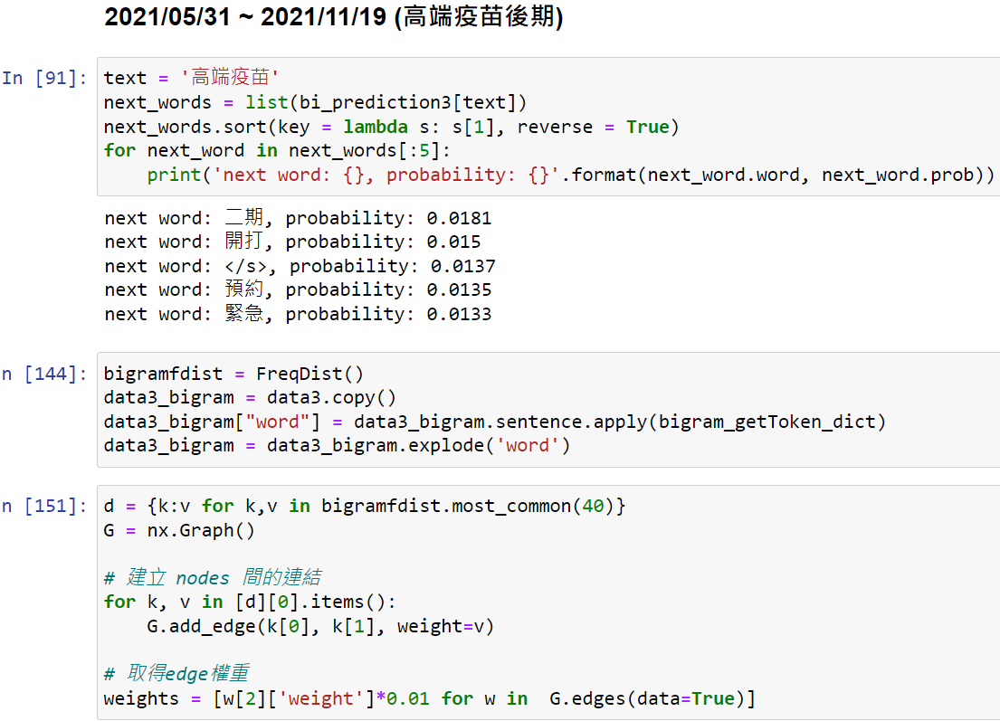 2021/05/31 ~ 2021/11/19 (高端疫苗後期)
In [91]:
text = '高端疫苗'
next_words = list(bi_prediction3[text])
next_words.sort(key = lambda s: s[1], reverse = True)
for next_word in next_words[:5]:
    print('next word: {}, probability: {}'.format(next_word.word, next_word.prob))
next word: 二期, probability: 0.0181
next word: 開打, probability: 0.015
next word: </s>, probability: 0.0137
next word: 預約, probability: 0.0135
next word: 緊急, probability: 0.0133
n [144]:
bigramfdist = FreqDist()
data3_bigram = data3.copy()
data3_bigram["word"] = data3_bigram.sentence.apply(bigram_getToken_dict)
data3_bigram = data3_bigram.explode('word')
n [151]:
d = {k:v for k,v in bigramfdist.most_common(40)}
G = nx.Graph()
# 建立 nodes 間的連結
for k, v in [d][0].items():
    G.add_edge(k[0], k[1], weight=v)
# 取得edge權重
weights = [w[2]['weight']*0.01 for w in  G.edges(data=True)]